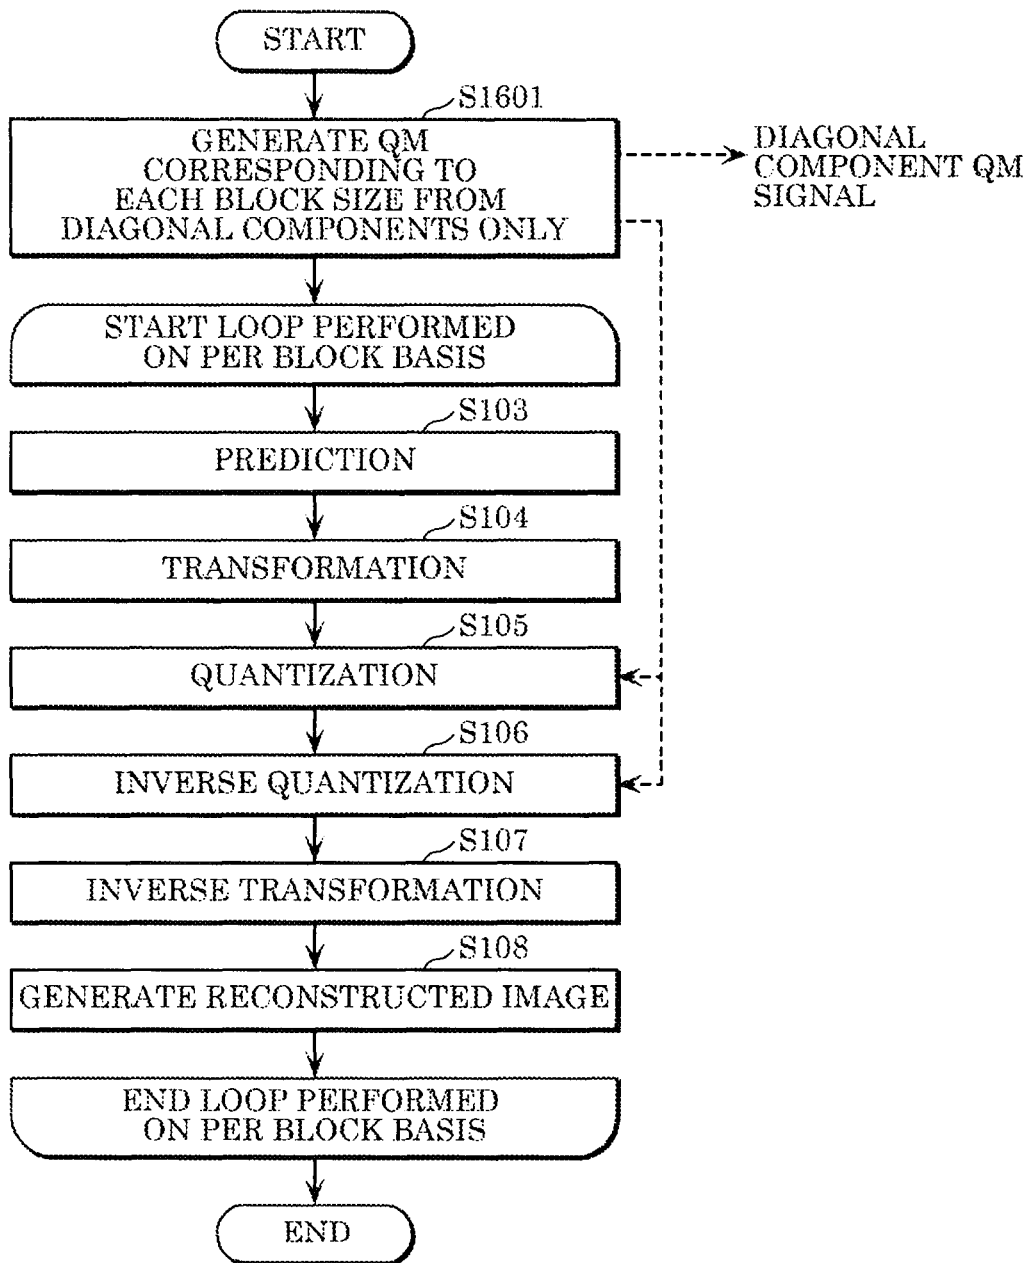 START
S1601
GENERATE QM
CORRESPONDING TO
EACH BLOCK SIZE FROM
DIAGONAL COMPONENTS ONLY
DIAGONAL
COMPONENT QM
SIGNAL
START LOOP PERFORMED
ON PER BLOCK BASIS
S103
PREDICTION
S104
TRANSFORMATION
S105
QUANTIZATION
S106
INVERSE QUANTIZATION
S107
INVERSE TRANSFORMATION
S108
GENERATE RECONSTRUCTED IMAGE
END LOOP PERFORMED
ON PER BLOCK BASIS
END